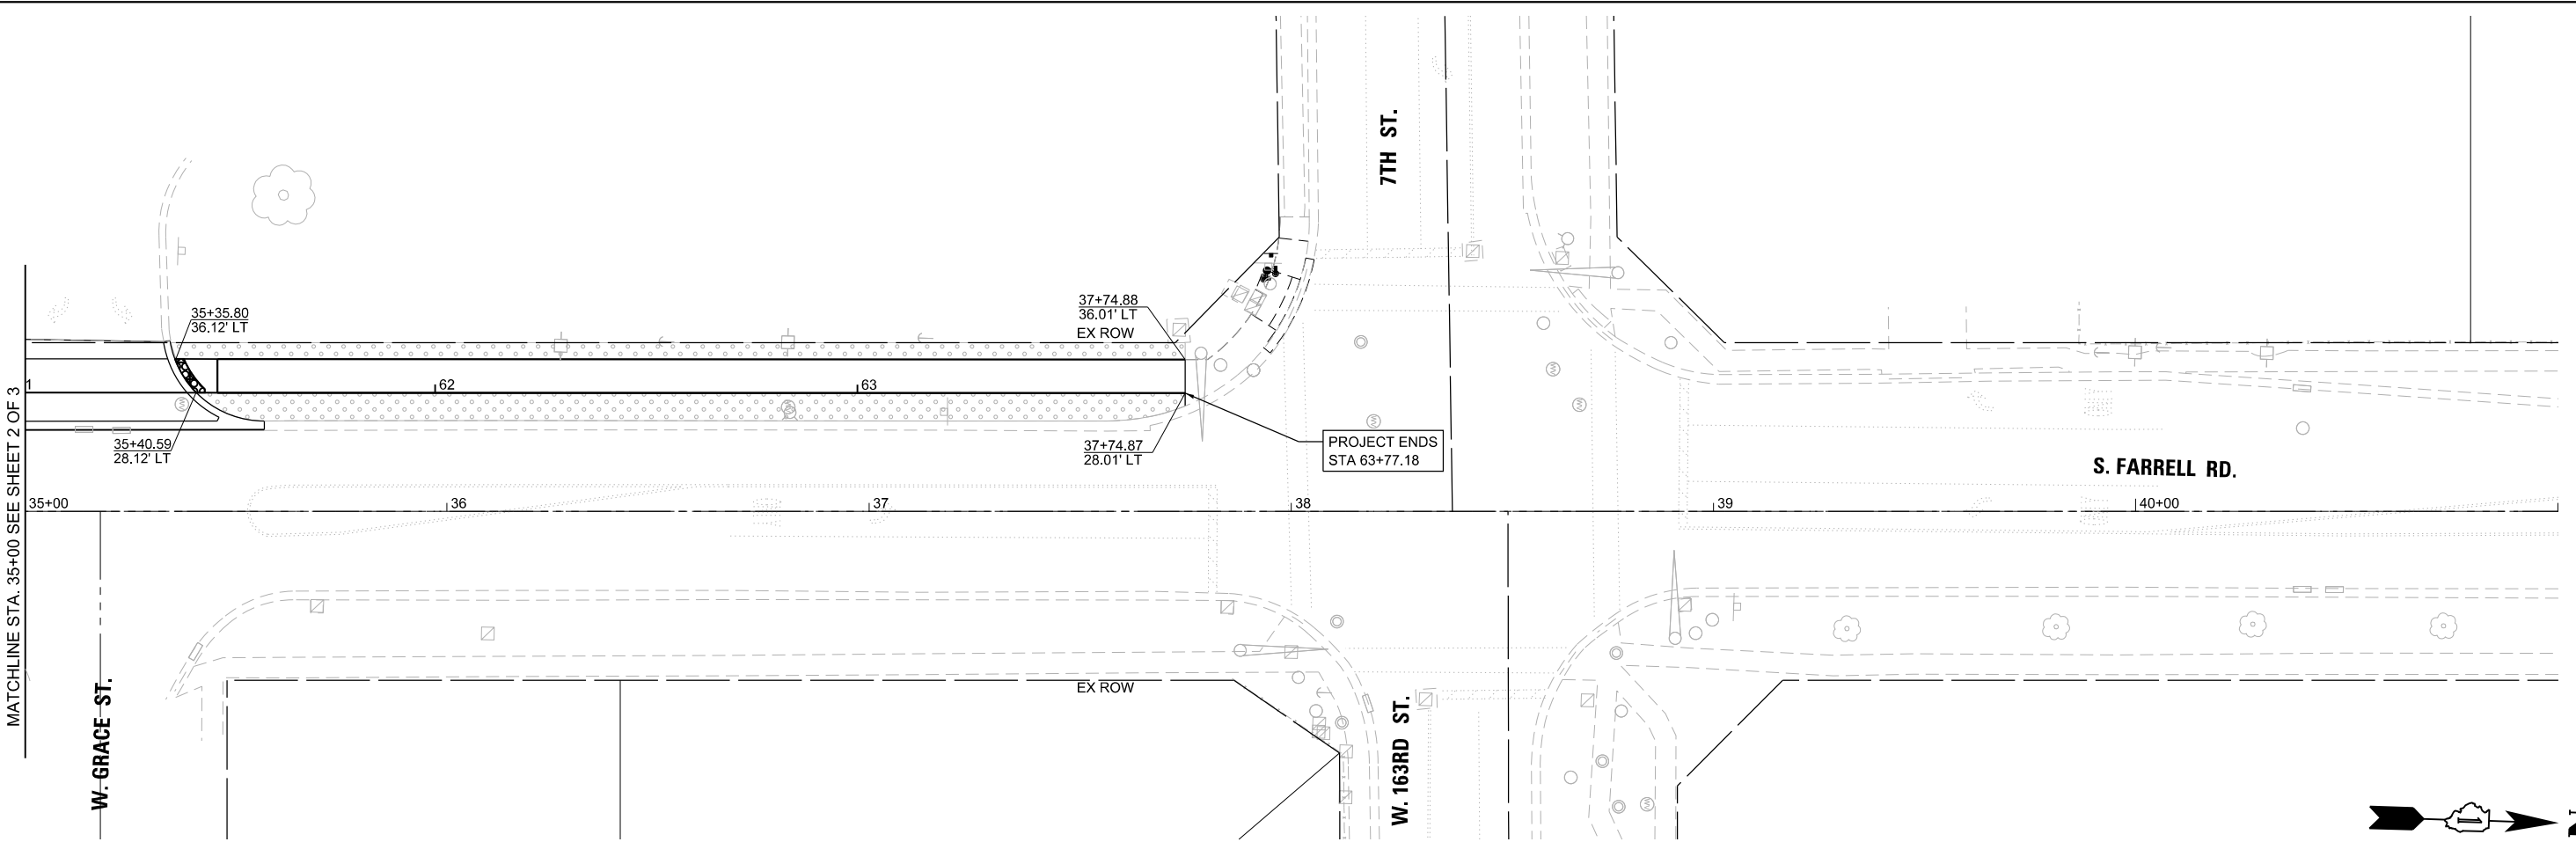 7TH ST.
35+35.80
36.12' LT
37+74.88
36.01' LT
EX ROW
1
62
63
35+40.59
28.12' LT
37+74.87
28.01' LT
PROJECT ENDS
STA 63+77.18
S. FARRELL RD.
MATCHLINE STA. 35+00 SEE SHEET 2 OF 3
35+00
36
37
38
39
40+00
EX ROW
W. GRACE ST.
W. 163RD ST.
N